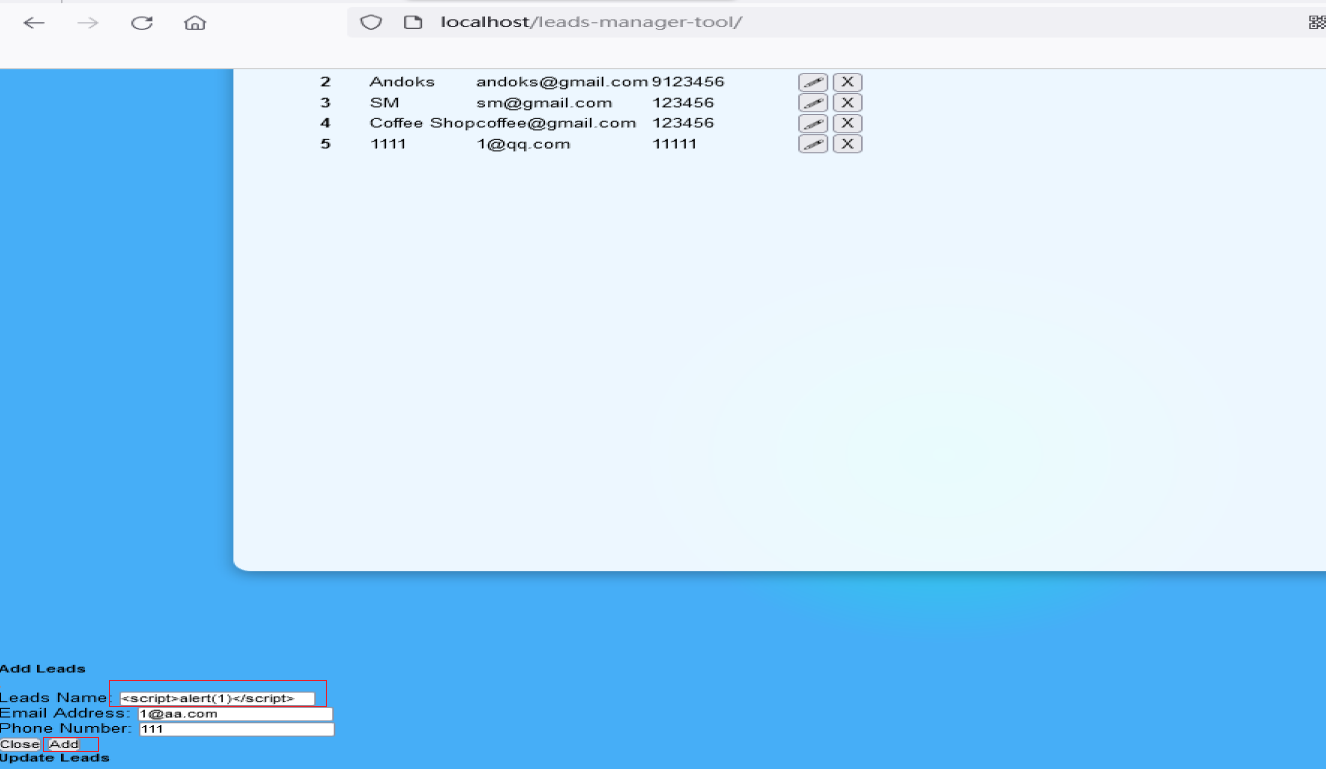 localhost/leads-manager-tool/
2 Andoks andoks@gmail.com 9123456 X
3 SM sm@gmail.com 123456 X
4 Coffee Shop coffee@gmail.com 123456 X
5 1111 1@qq.com 11111 X
Add Leads
Leads Name: <script>alert(1)</script>
Email Address: 1@aa.com
Phone Number: 111
Close Add
Update Leads